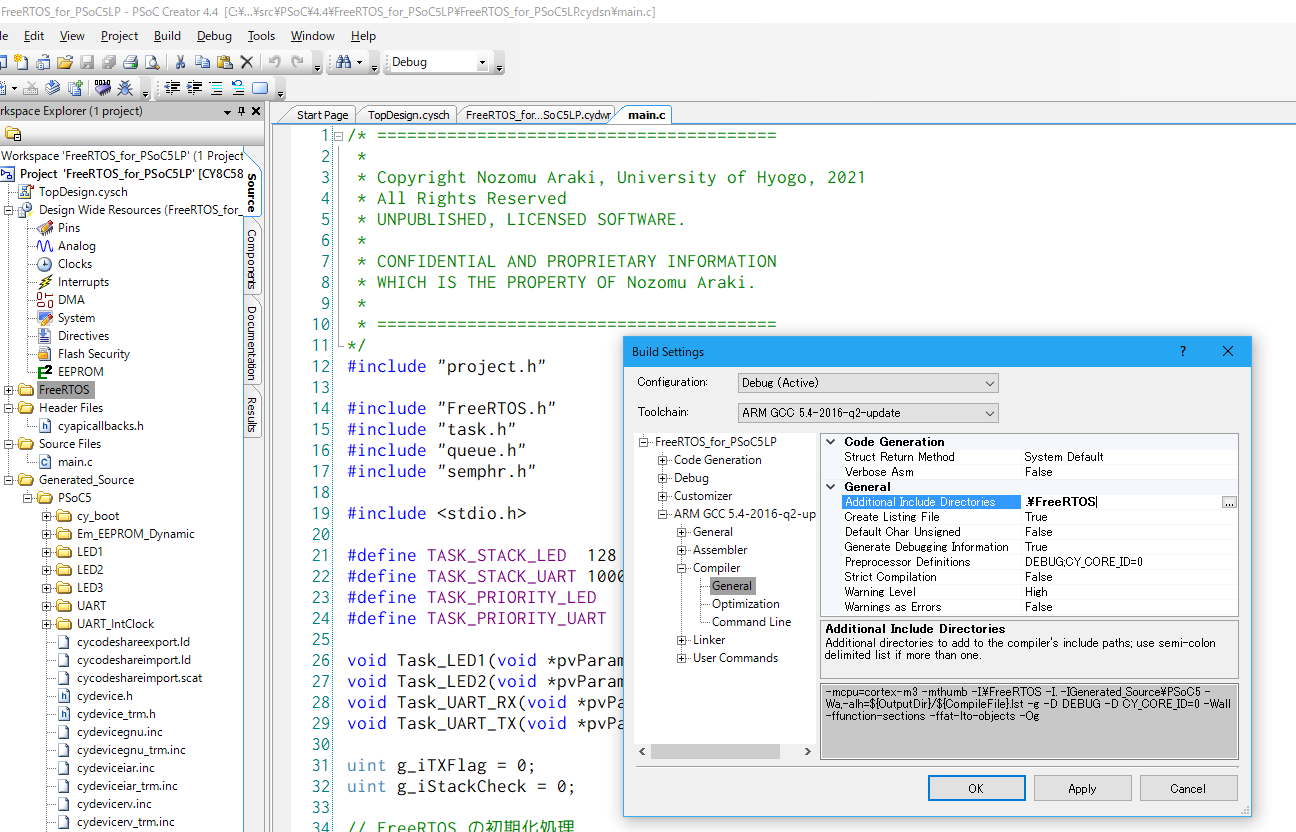 FreeRTOS_for_PSoC5LP - PSoC Creator 4.4 [C:¥...¥src¥PSoC¥4.4¥FreeRTOS_for_PSoC5LP¥FreeRTOS_for_PSoC5LP.cydsn¥main.c]
le Edit View Project Build Debug Tools Window Help
Debug
rkspace Explorer (1 project)
Workspace 'FreeRTOS_for_PSoC5LP' (1 Project
Project 'FreeRTOS_for_PSoC5LP' [CY8C58
TopDesign.cysch
Design Wide Resources (FreeRTOS_for_
Pins
Analog
Clocks
Interrupts
DMA
System
Directives
Flash Security
EEPROM
FreeRTOS
Header Files
cyapicallbacks.h
Source Files
main.c
Generated_Source
PSoC5
cy_boot
Em_EEPROM_Dynamic
LED1
LED2
LED3
UART
UART_IntClock
cycodeshareexport.ld
cycodeshareimport.ld
cycodeshareimport.scat
cydevice.h
cydevice_trm.h
cydevicegnu.inc
cydevicegnu_trm.inc
cydeviceiar.inc
cydeviceiar_trm.inc
cydevicerv.inc
cydevicerv_trm.inc
Source
Components
Documentation
Results
Start Page TopDesign.cysch FreeRTOS_for...SoC5LP.cydwr main.c
1 /* ========================================
2 *
3 * Copyright Nozomu Araki, University of Hyogo, 2021
4 * All Rights Reserved
5 * UNPUBLISHED, LICENSED SOFTWARE.
6 *
7 * CONFIDENTIAL AND PROPRIETARY INFORMATION
8 * WHICH IS THE PROPERTY OF Nozomu Araki.
9 *
10 * ========================================
11 */
12 #include "project.h"
13
14 #include "FreeRTOS.h"
15 #include "task.h"
16 #include "queue.h"
17 #include "semphr.h"
18
19 #include <stdio.h>
20
21 #define TASK_STACK_LED 128
22 #define TASK_STACK_UART 1000
23 #define TASK_PRIORITY_LED
24 #define TASK_PRIORITY_UART
25
26 void Task_LED1(void *pvParam
27 void Task_LED2(void *pvParam
28 void Task_UART_RX(void *pvPa
29 void Task_UART_TX(void *pvPa
30
31 uint g_iTXFlag = 0;
32 uint g_iStackCheck = 0;
33
34 // FreeRTOS の初期化処理
Build Settings ?
Configuration: Debug (Active)
Toolchain: ARM GCC 5.4-2016-q2-update
FreeRTOS_for_PSoC5LP
Code Generation
Debug
Customizer
ARM GCC 5.4-2016-q2-up
General
Assembler
Compiler
General
Optimization
Command Line
Linker
User Commands
Code Generation
Struct Return Method System Default
Verbose Asm False
General
Additional Include Directories .¥FreeRTOS ...
Create Listing File True
Default Char Unsigned False
Generate Debugging Information True
Preprocessor Definitions DEBUG;CY_CORE_ID=0
Strict Compilation False
Warning Level High
Warnings as Errors False
Additional Include Directories
Additional directories to add to the compiler's include paths; use semi-colon
delimited list if more than one.
-mcpu=cortex-m3 -mthumb -I.¥FreeRTOS -I. -IGenerated_Source¥PSoC5 -
Wa,-alh=${OutputDir}/${CompileFile}.lst -g -D DEBUG -D CY_CORE_ID=0 -Wall
-ffunction-sections -ffat-lto-objects -Og
OK Apply Cancel